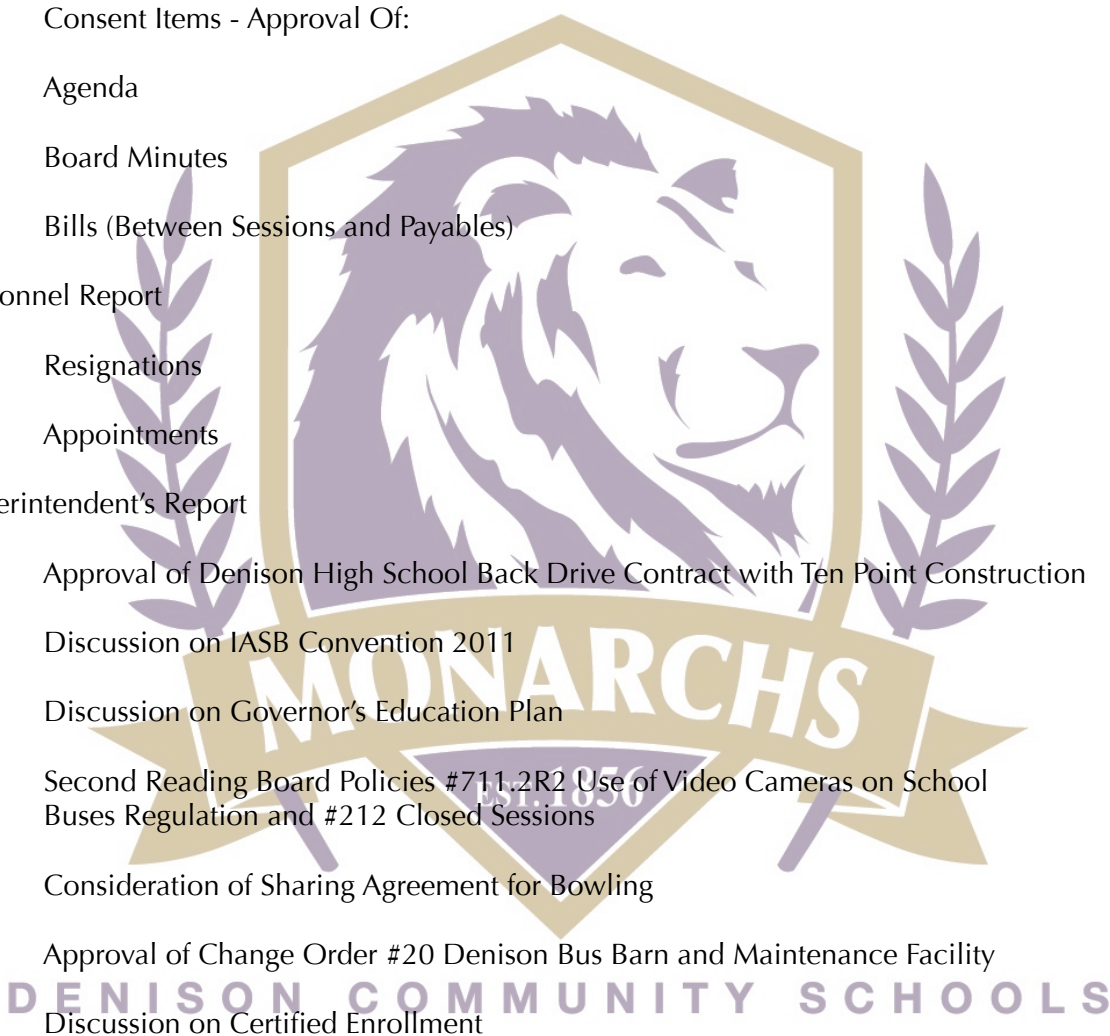 Consent Items - Approval Of:
Agenda
Board Minutes
Bills (Between Sessions and Payables)
onnel Report
Resignations
Appointments
erintendent's Report
Approval of Denison High School Back Drive Contract with Ten Point Construction
Discussion on IASB Convention 2011
MONARCHS
Discussion on Governor's Education Plan
Second Reading Board Policies #711.2R2 Use of Video Cameras on School
EST. 1856
Buses Regulation and #212 Closed Sessions
Consideration of Sharing Agreement for Bowling
Approval of Change Order #20 Denison Bus Barn and Maintenance Facility
DENISON COMMUNITY SCHOOLS
Discussion on Certified Enrollment